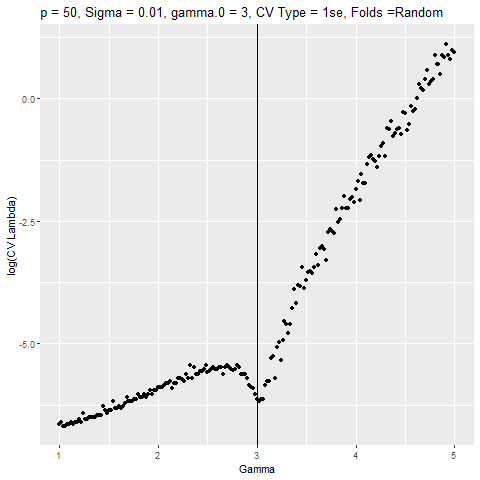 p = 50, Sigma = 0.01, gamma.0 = 3, CV Type = 1se, Folds =Random
0.0
-2.5
-5.0
log(CV Lambda)
1 2 3 4 5
Gamma